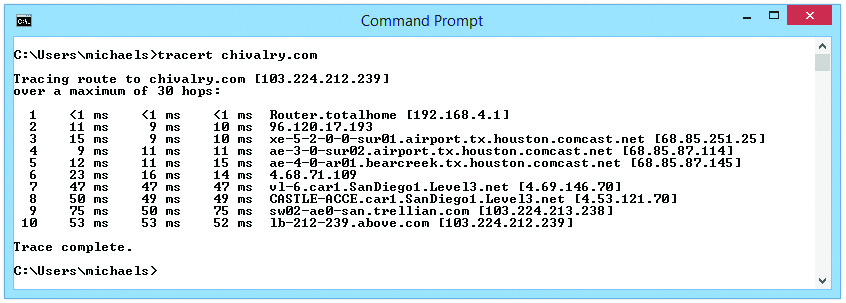 Command Prompt
C:\Users\michaels>tracert chivalry.com
Tracing route to chivalry.com [103.224.212.239]
over a maximum of 30 hops:
1 <1 ms <1 ms <1 ms Router.totalhome [192.168.4.1]
2 11 ms 9 ms 10 ms 96.120.17.193
3 15 ms 9 ms 10 ms xe-5-2-0-0-sur01.airport.tx.houston.comcast.net [68.85.251.25]
4 9 ms 11 ms 11 ms ae-3-0-sur02.airport.tx.houston.comcast.net [68.85.87.114]
5 12 ms 11 ms 15 ms ae-4-0-ar01.bearcreek.tx.houston.comcast.net [68.85.87.145]
6 23 ms 16 ms 14 ms 4.68.71.109
7 47 ms 47 ms 47 ms vl-6.car1.SanDiego1.Level3.net [4.69.146.70]
8 50 ms 49 ms 49 ms CASTLE-ACCE.car1.SanDiego1.Level3.net [4.53.121.70]
9 75 ms 50 ms 75 ms sw02-ae0-san.trellian.com [103.224.213.238]
10 53 ms 53 ms 52 ms lb-212-239.above.com [103.224.212.239]
Trace complete.
C:\Users\michaels>